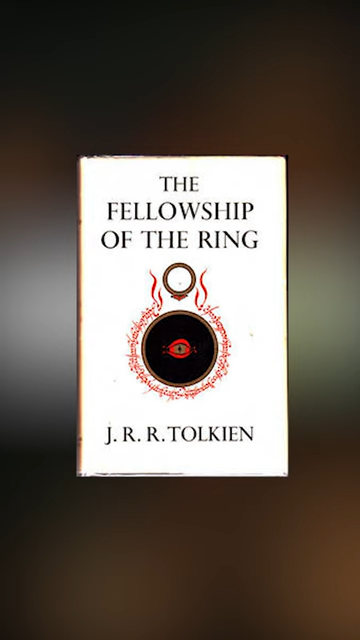 THE
FELLOWSHIP
OF THE RING
J. R. R. TOLKIEN